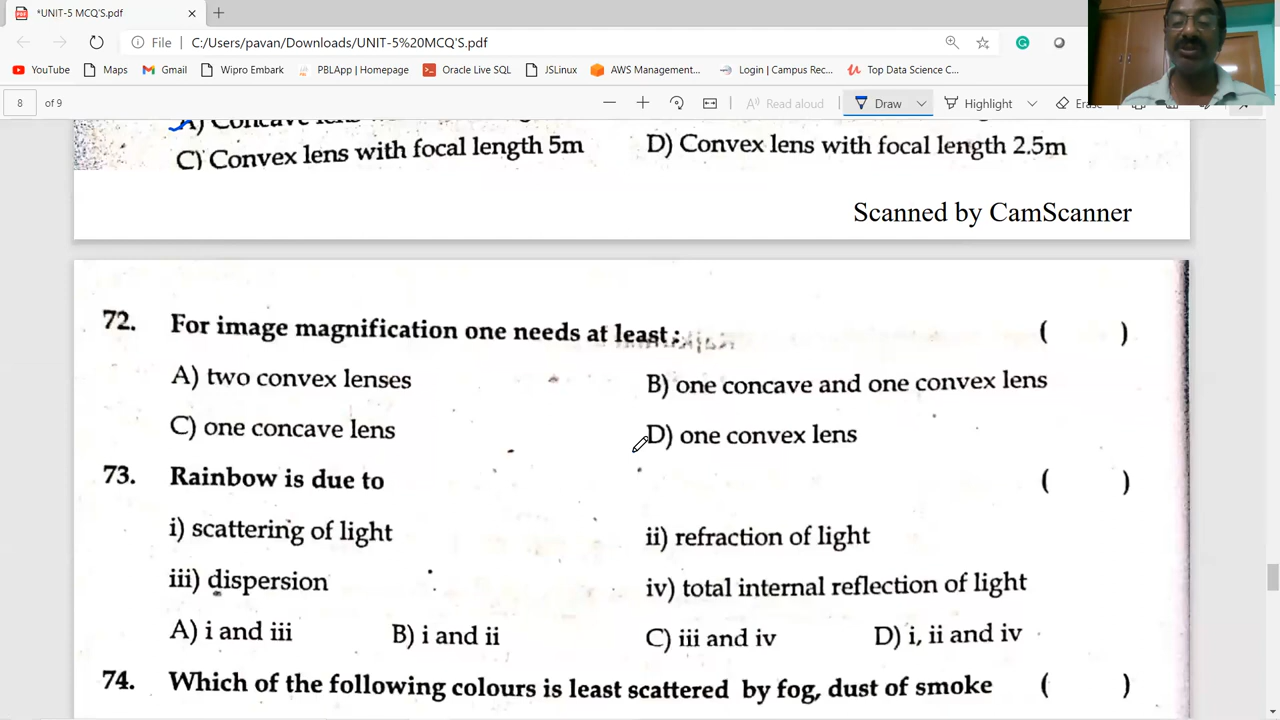 *UNIT-5 MCQ'S.pdf
File C:/Users/pavan/Downloads/UNIT-5%20MCQ'S.pdf
YouTube Maps Gmail Wipro Embark PBLApp | Homepage Oracle Live SQL JSLinux AWS Management... Login | Campus Rec... Top Data Science C...
8 of 9 Read aloud Draw Highlight Erase
A) Concave
C) Convex lens with focal length 5m D) Convex lens with focal length 2.5m
Scanned by CamScanner
72. For image magnification one needs at least ; ( )
A) two convex lenses B) one concave and one convex lens
C) one concave lens D) one convex lens
73. Rainbow is due to ( )
i) scattering of light ii) refraction of light
iii) dispersion iv) total internal reflection of light
A) i and iii B) i and ii C) iii and iv D) i, ii and iv
74. Which of the following colours is least scattered by fog, dust of smoke ( )